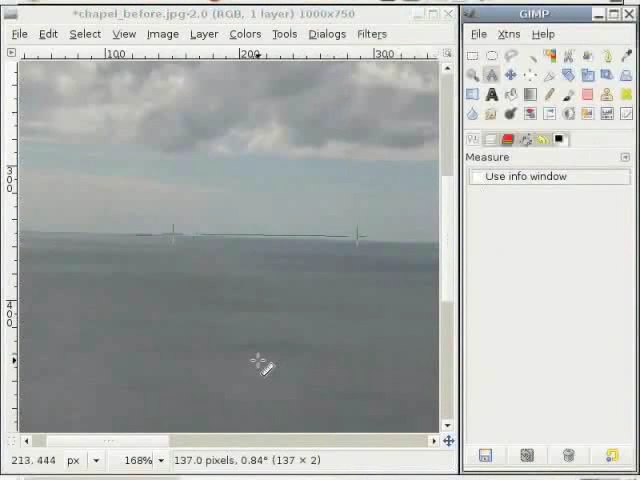 *chapel_before.jpg-2.0 (RGB, 1 layer) 1000x750
File Edit Select View Image Layer Colors Tools Dialogs Filters
100 200 300
300
400
213, 444 px 168% 137.0 pixels, 0.84° (137 × 2)
GIMP
File Xtns Help
Measure
Use info window